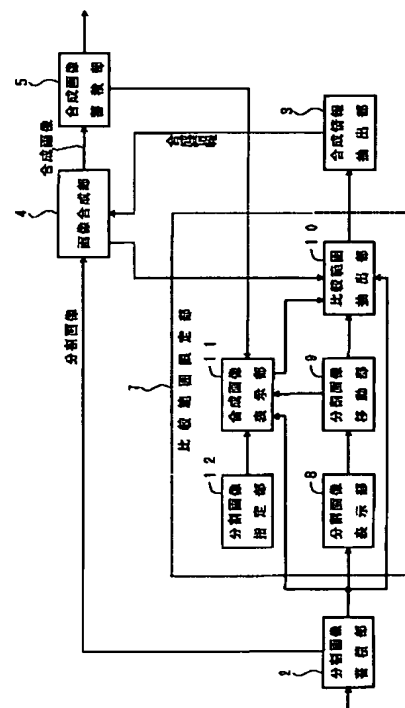 2
分割画像
蓄積部
分割画像
7
比較範囲限定部
8
分割画像
表示部
9
分割画像
移動部
10
比較範囲
抽出部
12
分割画像
指定部
11
合成画像
表示部
3
合成情報
抽出部
合成情報
4
画像合成部
合成画像
5
合成画像
蓄積部